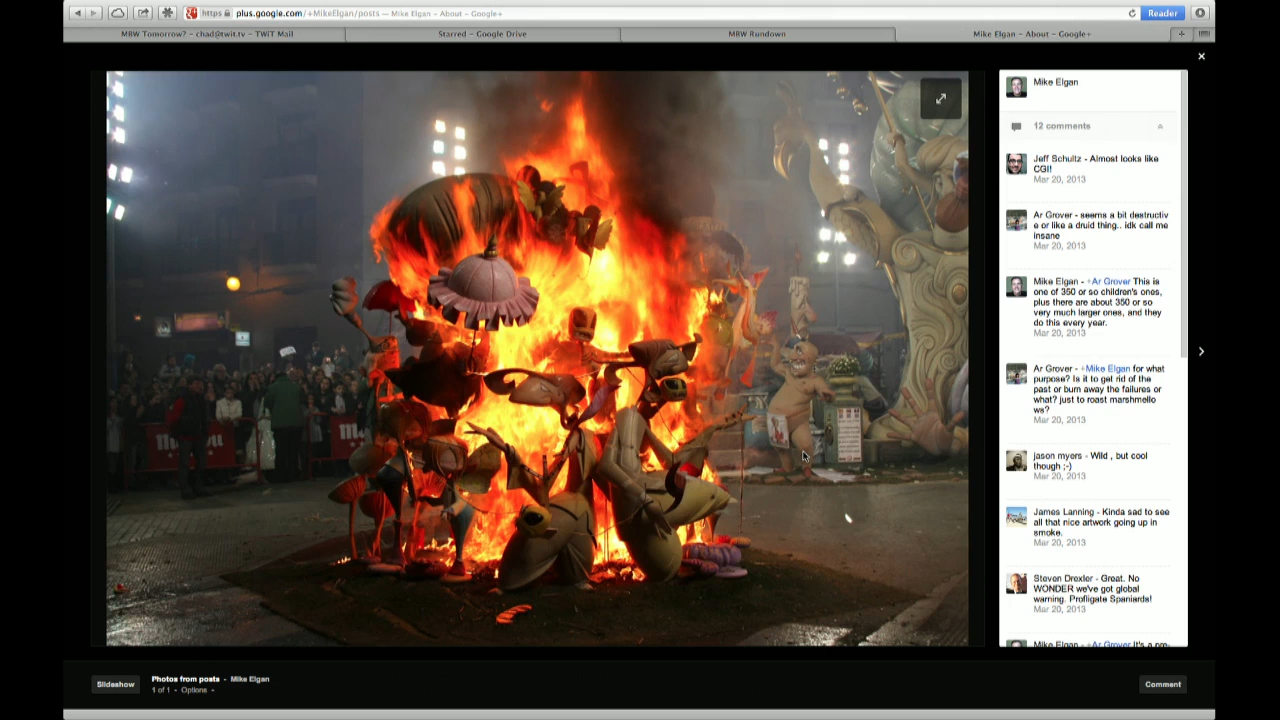 https plus.google.com/+MikeElgan/posts — Mike Elgan – About – Google+
Reader
MBW Tomorrow? – chad@twit.tv – TWiT Mail
Starred – Google Drive
MBW Rundown
Mike Elgan – About – Google+
Mike Elgan
12 comments
Jeff Schultz - Almost looks like
CGI!
Mar 20, 2013
Ar Grover - seems a bit destructiv
e or like a druid thing.. idk call me
insane
Mar 20, 2013
Mike Elgan - +Ar Grover This is
one of 350 or so children's ones,
plus there are about 350 or so
very much larger ones, and they
do this every year.
Mar 20, 2013
Ar Grover - +Mike Elgan for what
purpose? Is it to get rid of the
past or burn away the failures or
what? just to roast marshmello
ws?
Mar 20, 2013
jason myers - Wild , but cool
though ;-)
Mar 20, 2013
James Lanning - Kinda sad to see
all that nice artwork going up in
smoke.
Mar 20, 2013
Steven Drexler - Great. No
WONDER we've got global
warning. Profligate Spaniards!
Mar 20, 2013
Mike Elgan - +Ar Grover It's a pre-
Slideshow
Photos from posts - Mike Elgan
1 of 1 - Options
Comment